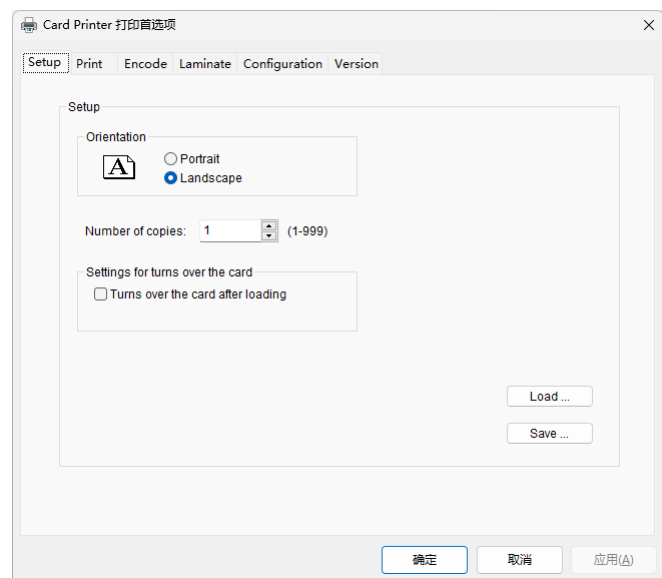 Card Printer 打印首选项
Setup Print Encode Laminate Configuration Version
Setup
Orientation
A
Portrait
Landscape
Number of copies: 1 (1-999)
Settings for turns over the card
Turns over the card after loading
Load ...
Save ...
确定 取消 应用(A)